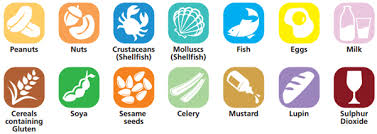 Peanuts Nuts Crustaceans Molluscs Fish Eggs Milk
(Shellfish) (Shellfish)
Cereals Soya Sesame Celery Mustard Lupin Sulphur
containing seeds Dioxide
Gluten